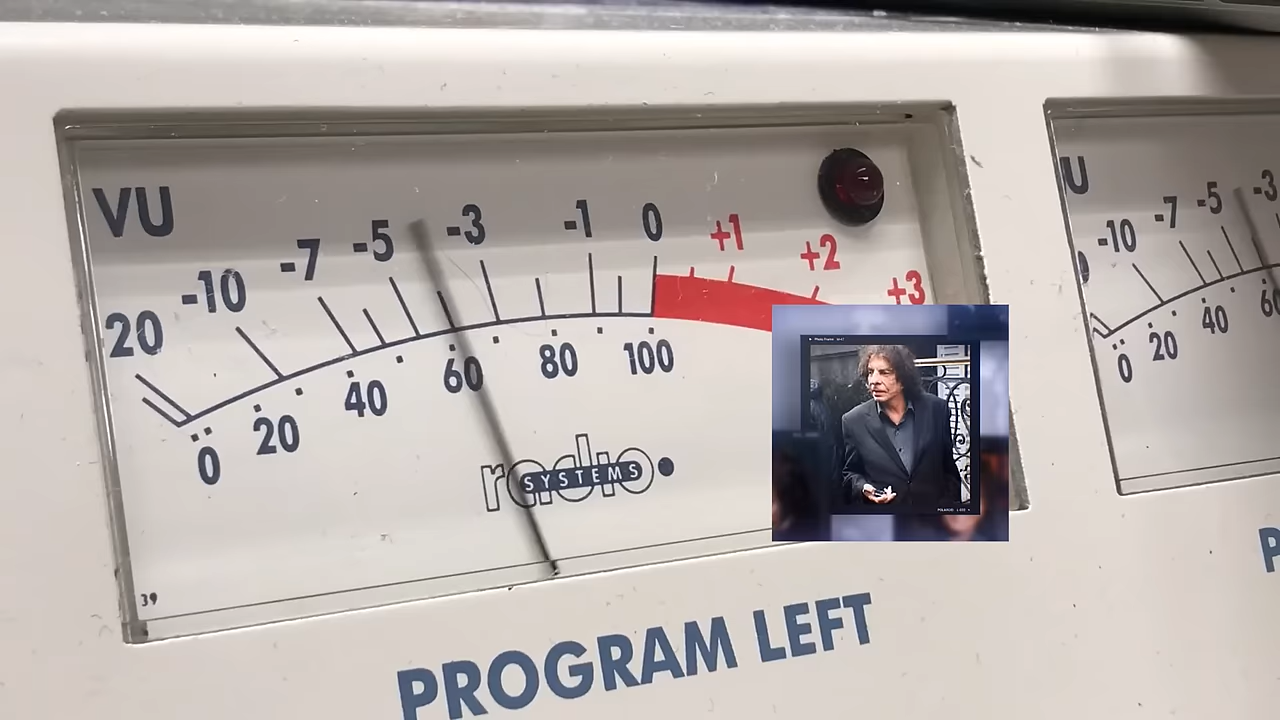 VU
20 -10 -7 -5 -3 -1 0 +1 +2 +3
0 20 40 60 80 100
radio
SYSTEMS
39
PROGRAM LEFT
U
-10 -7 -5 -3
0 20 40 60
P